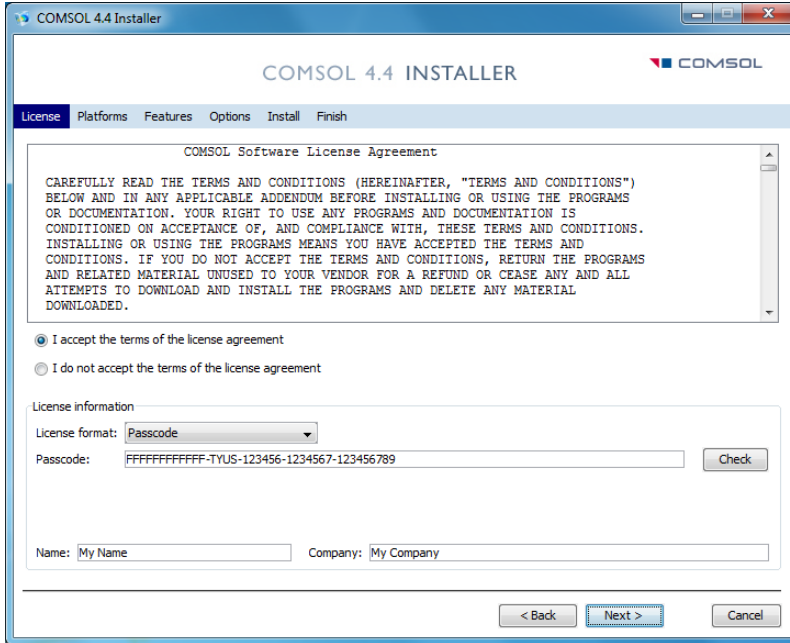 COMSOL 4.4 Installer
COMSOL 4.4 INSTALLER
COMSOL
License Platforms Features Options Install Finish
COMSOL Software License Agreement
CAREFULLY READ THE TERMS AND CONDITIONS (HEREINAFTER, "TERMS AND CONDITIONS")
BELOW AND IN ANY APPLICABLE ADDENDUM BEFORE INSTALLING OR USING THE PROGRAMS
OR DOCUMENTATION. YOUR RIGHT TO USE ANY PROGRAMS AND DOCUMENTATION IS
CONDITIONED ON ACCEPTANCE OF, AND COMPLIANCE WITH, THESE TERMS AND CONDITIONS.
INSTALLING OR USING THE PROGRAMS MEANS YOU HAVE ACCEPTED THE TERMS AND
CONDITIONS. IF YOU DO NOT ACCEPT THE TERMS AND CONDITIONS, RETURN THE PROGRAMS
AND RELATED MATERIAL UNUSED TO YOUR VENDOR FOR A REFUND OR CEASE ANY AND ALL
ATTEMPTS TO DOWNLOAD AND INSTALL THE PROGRAMS AND DELETE ANY MATERIAL
DOWNLOADED.
I accept the terms of the license agreement
I do not accept the terms of the license agreement
License information
License format: Passcode
Passcode: FFFFFFFFFFFF-TYUS-123456-1234567-123456789 Check
Name: My Name Company: My Company
< Back Next > Cancel